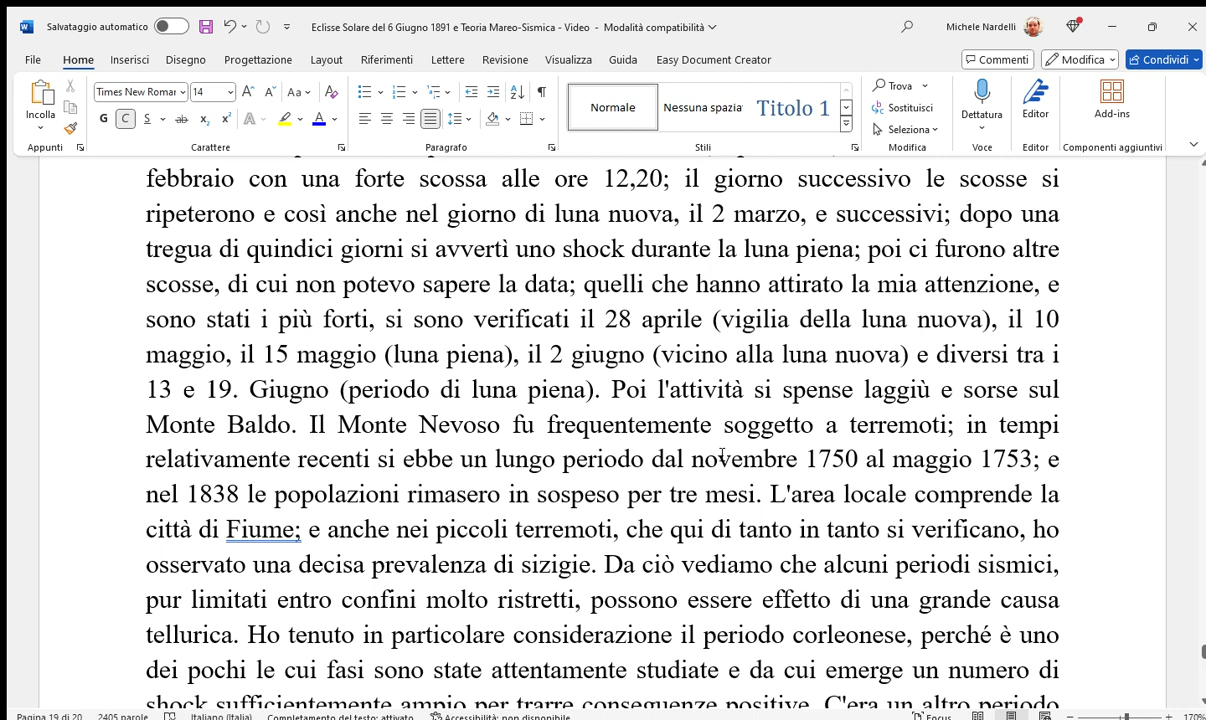 Salvataggio automatico
Eclisse Solare del 6 Giugno 1891 e Teoria Mareo-Sismica - Video - Modalità compatibilità
Michele Nardelli
File Home Inserisci Disegno Progettazione Layout Riferimenti Lettere Revisione Visualizza Guida Easy Document Creator
Commenti Modifica Condividi
Incolla
Times New Roman 14
Normale Nessuna spazia Titolo 1
Trova
Sostituisci
Seleziona
Dettatura Editor Add-ins
Appunti Carattere Paragrafo Stili Modifica Voce Editor Componenti aggiuntivi
febbraio con una forte scossa alle ore 12,20; il giorno successivo le scosse si
ripeterono e così anche nel giorno di luna nuova, il 2 marzo, e successivi; dopo una
tregua di quindici giorni si avvertì uno shock durante la luna piena; poi ci furono altre
scosse, di cui non potevo sapere la data; quelli che hanno attirato la mia attenzione, e
sono stati i più forti, si sono verificati il 28 aprile (vigilia della luna nuova), il 10
maggio, il 15 maggio (luna piena), il 2 giugno (vicino alla luna nuova) e diversi tra i
13 e 19. Giugno (periodo di luna piena). Poi l'attività si spense laggiù e sorse sul
Monte Baldo. Il Monte Nevoso fu frequentemente soggetto a terremoti; in tempi
relativamente recenti si ebbe un lungo periodo dal novembre 1750 al maggio 1753; e
nel 1838 le popolazioni rimasero in sospeso per tre mesi. L'area locale comprende la
città di Fiume; e anche nei piccoli terremoti, che qui di tanto in tanto si verificano, ho
osservato una decisa prevalenza di sizigie. Da ciò vediamo che alcuni periodi sismici,
pur limitati entro confini molto ristretti, possono essere effetto di una grande causa
tellurica. Ho tenuto in particolare considerazione il periodo corleonese, perché è uno
dei pochi le cui fasi sono state attentamente studiate e da cui emerge un numero di
shock sufficientemente ampio per trarre conseguenze positive. C'era un altro periodo
Pagina 19 di 20 2405 parole Italiano (Italia) Completamento del testo: attivato Accessibilità: non disponibile Focus 170%